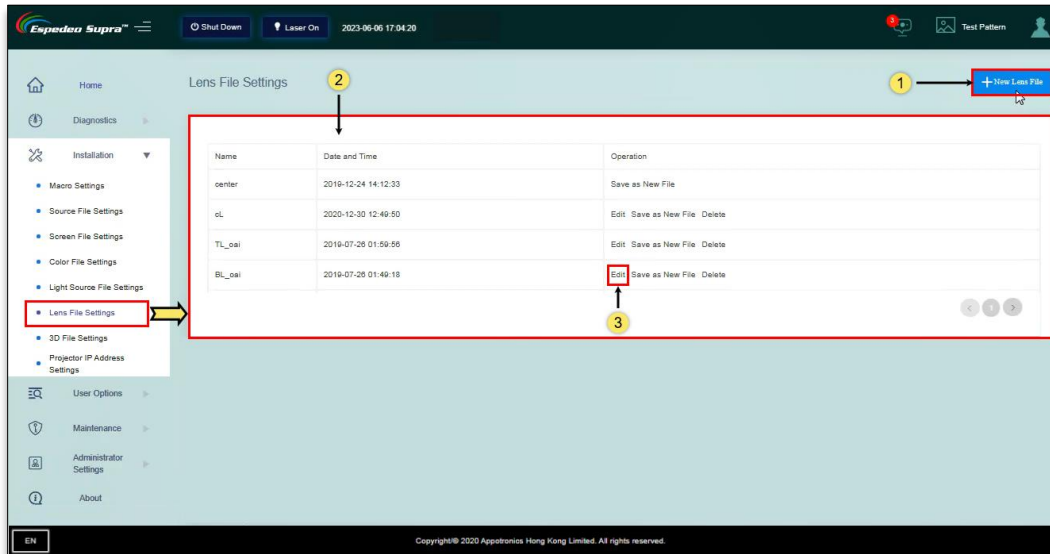 Espedeo Supra™
Shut Down
Laser On
2023-06-06 17:04:20
3
Test Pattern
Home
Diagnostics
Installation
Macro Settings
Source File Settings
Screen File Settings
Color File Settings
Light Source File Settings
Lens File Settings
3D File Settings
Projector IP Address
Settings
User Options
Maintenance
Administrator
Settings
About
Lens File Settings
2
1
+New Lens File
Name Date and Time Operation
center 2019-12-24 14:12:33 Save as New File
cL 2020-12-30 12:49:50 Edit Save as New File Delete
TL_oai 2019-07-26 01:59:56 Edit Save as New File Delete
BL_oai 2019-07-26 01:49:18 Edit Save as New File Delete
3
< 1 >
EN
Copyright/© 2020 Appotronics Hong Kong Limited. All rights reserved.